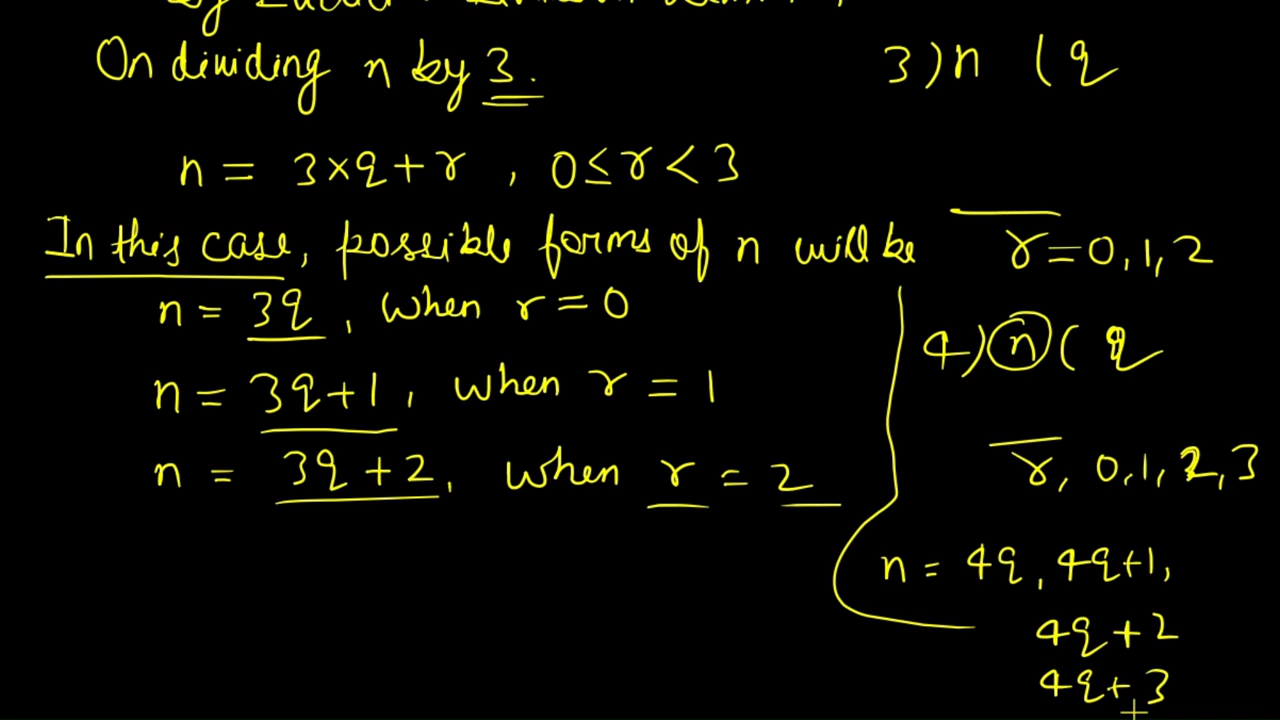 by Euclid's
On dividing n by 3.
3)n(q
n = 3×q+r, 0≤r<3
In this case, possible forms of n will be
r=0,1,2
n = 3q, when r=0
4)n(q
n = 3q+1, when r = 1
n = 3q+2, when r = 2
r, 0,1,2,3
n = 4q, 4q+1,
4q+2
4q+3